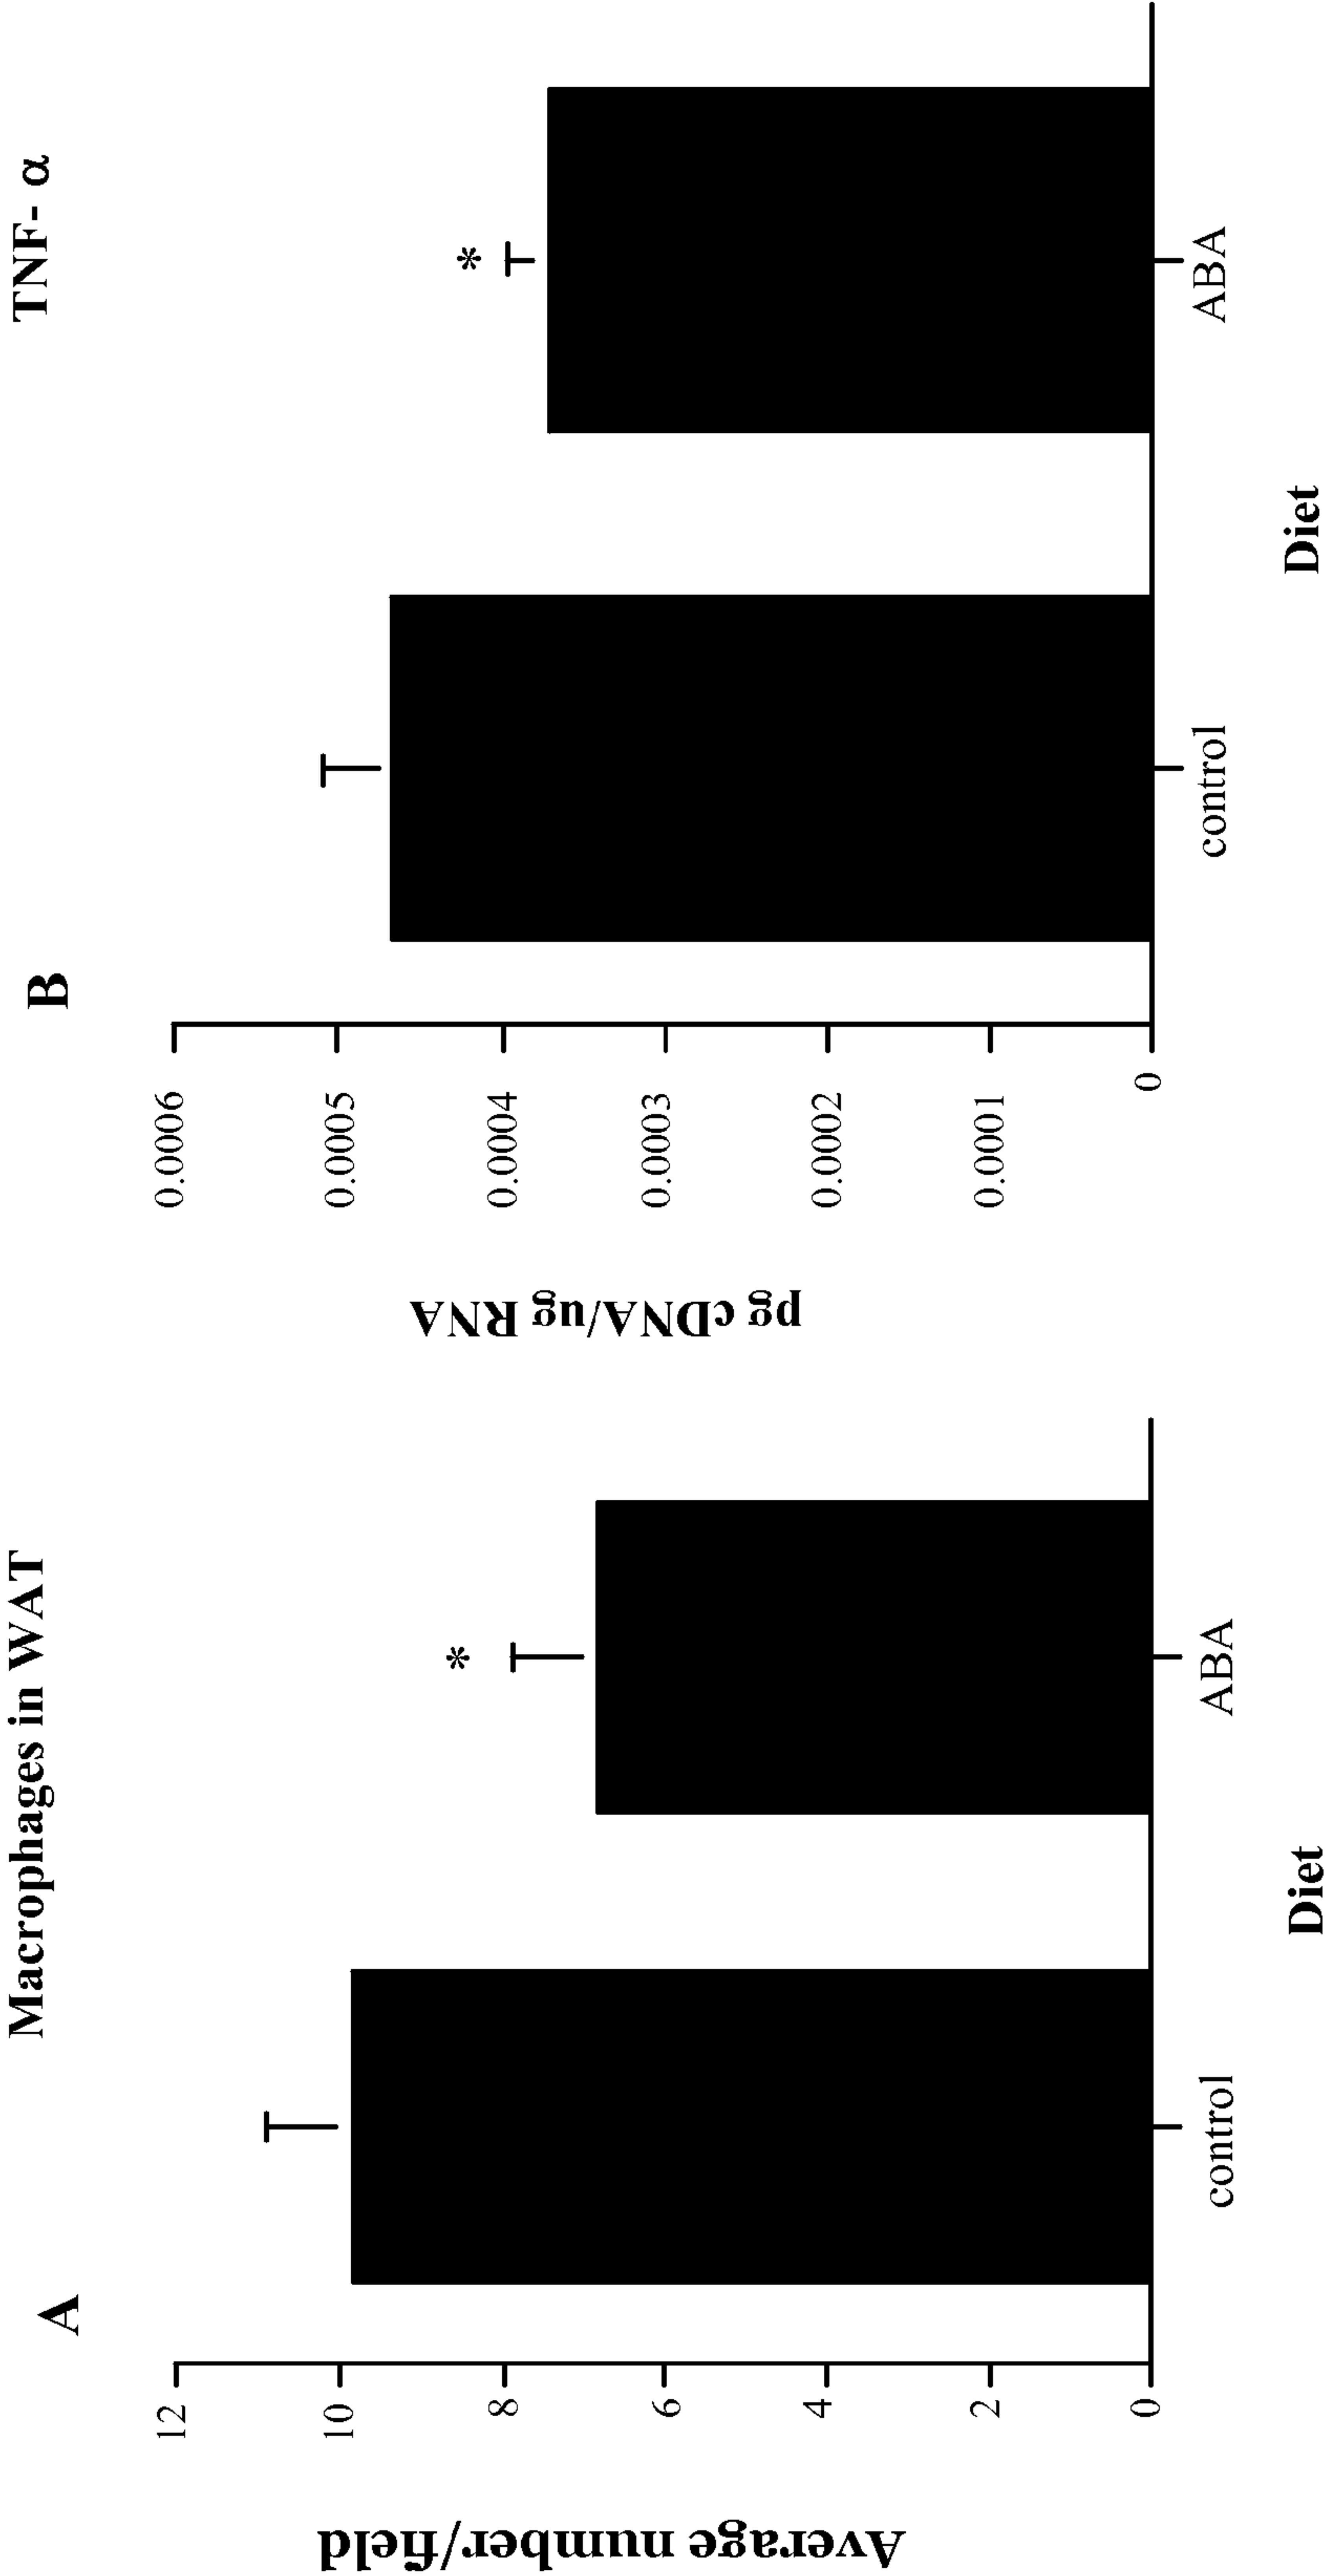 A
Macrophages in WAT
Average number/field
12
10
8
6
4
2
0
*
control
ABA
Diet
B
TNF- α
pg cDNA/ug RNA
0.0006
0.0005
0.0004
0.0003
0.0002
0.0001
0
*
control
ABA
Diet